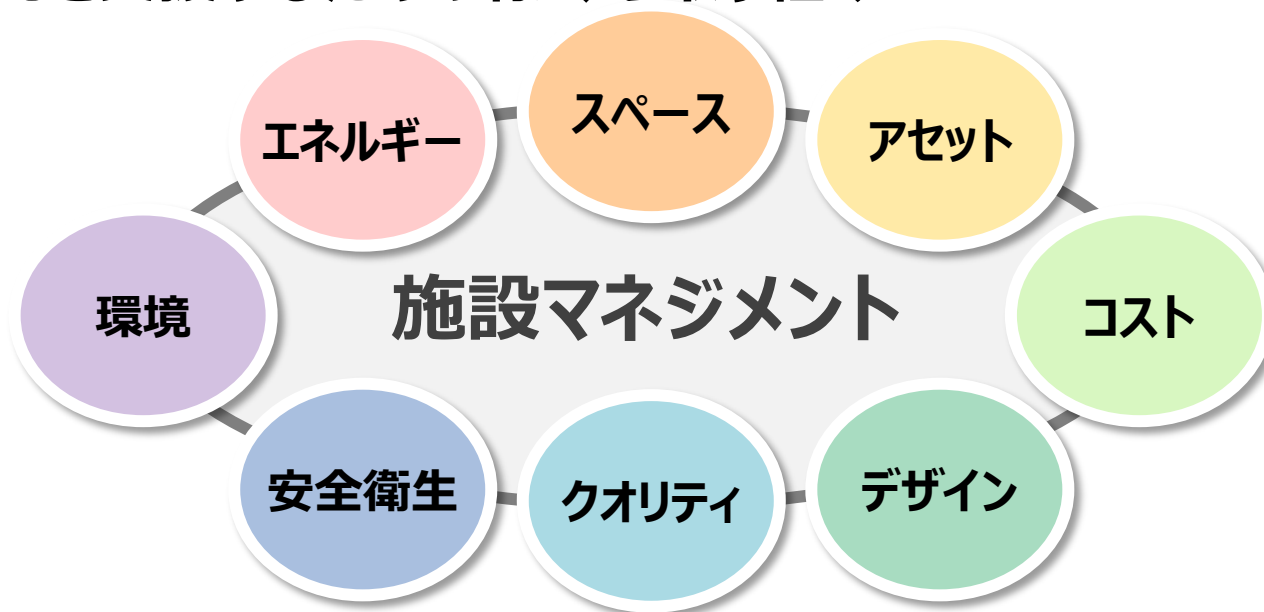 スペース
エネルギー
アセット
環境
施設マネジメント
コスト
安全衛生
クオリティ
デザイン